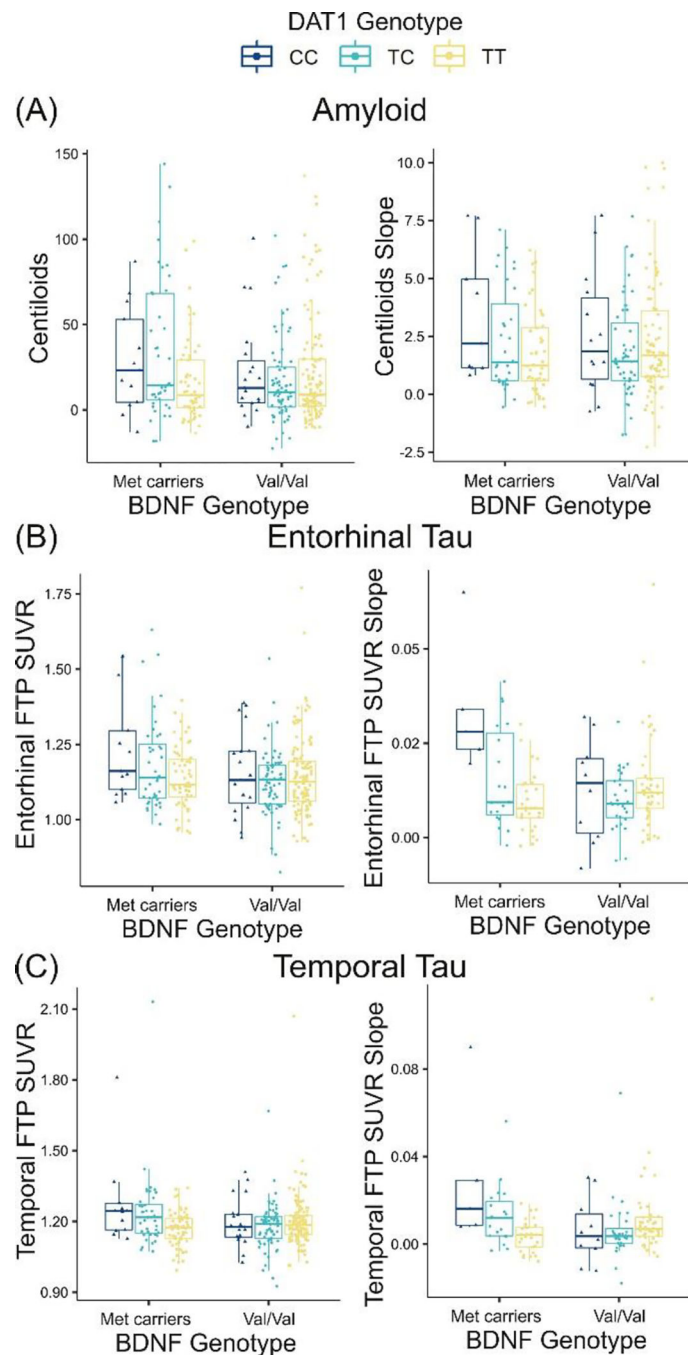 DAT1 Genotype
CC TC TT
(A) Amyloid
150
100
50
0
Centiloids
Met carriers Val/Val
BDNF Genotype
10.0
7.5
5.0
2.5
0.0
-2.5
Centiloids Slope
Met carriers Val/Val
BDNF Genotype
(B) Entorhinal Tau
1.75
1.50
1.25
1.00
Entorhinal FTP SUVR
Met carriers Val/Val
BDNF Genotype
0.05
0.02
0.00
Entorhinal FTP SUVR Slope
Met carriers Val/Val
BDNF Genotype
(C) Temporal Tau
2.10
1.80
1.50
1.20
0.90
Temporal FTP SUVR
Met carriers Val/Val
BDNF Genotype
0.08
0.04
0.00
Temporal FTP SUVR Slope
Met carriers Val/Val
BDNF Genotype